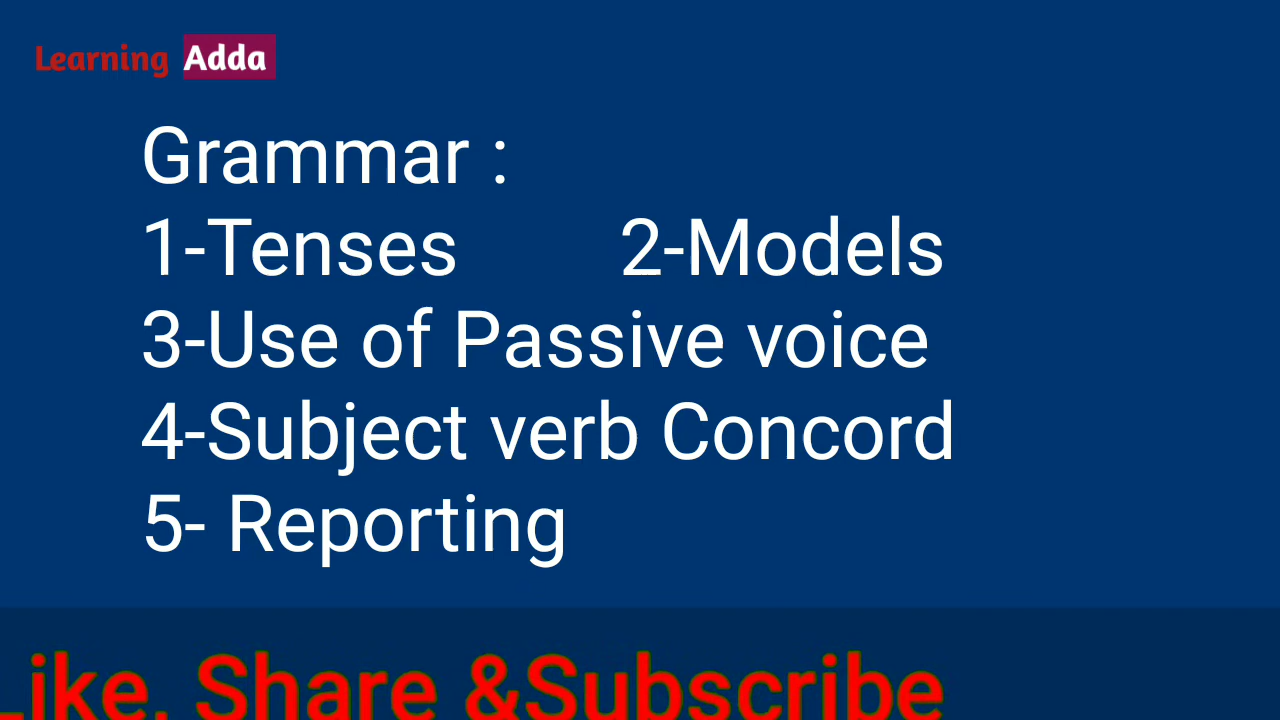 Learning Adda
Grammar :
1-Tenses 2-Models
3-Use of Passive voice
4-Subject verb Concord
5- Reporting
Like, Share &Subscribe